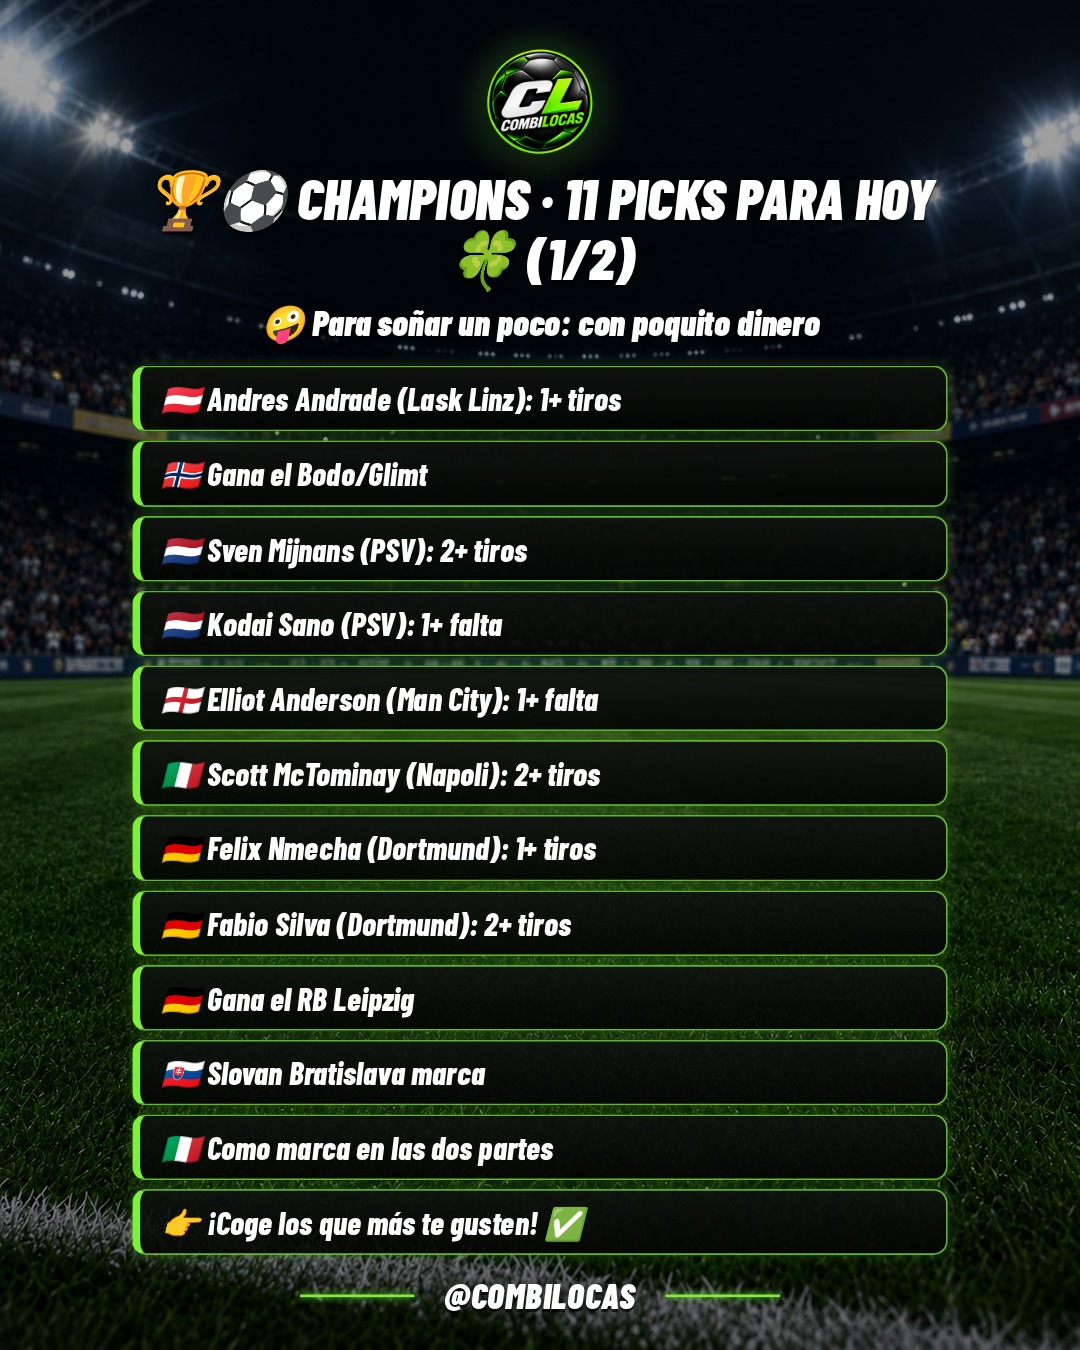 CL
COMBILOCAS
🏆⚽ CHAMPIONS · 11 PICKS PARA HOY
🍀 (1/2)
🤪 Para soñar un poco: con poquito dinero
🇦🇹 Andres Andrade (Lask Linz): 1+ tiros
🇳🇴 Gana el Bodo/Glimt
🇳🇱 Sven Mijnans (PSV): 2+ tiros
🇳🇱 Kodai Sano (PSV): 1+ falta
🏴󠁧󠁢󠁥󠁮󠁧󠁿 Elliot Anderson (Man City): 1+ falta
🇮🇹 Scott McTominay (Napoli): 2+ tiros
🇩🇪 Felix Nmecha (Dortmund): 1+ tiros
🇩🇪 Fabio Silva (Dortmund): 2+ tiros
🇩🇪 Gana el RB Leipzig
🇸🇰 Slovan Bratislava marca
🇮🇹 Como marca en las dos partes
👉 ¡Coge los que más te gusten! ✅
@COMBILOCAS